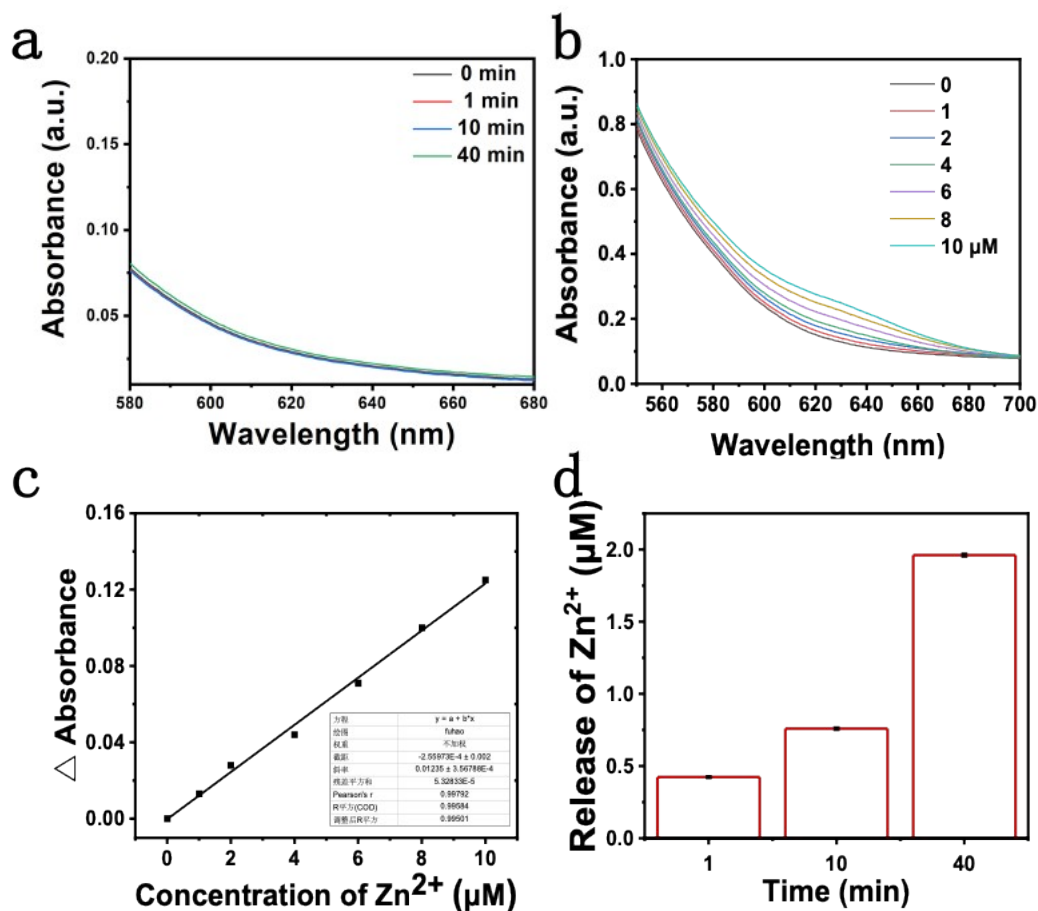 a
0.20
0.15
0.10
0.05
Absorbance (a.u.)
0 min
1 min
10 min
40 min
580
600
620
640
660
680
Wavelength (nm)
b
1.0
0.8
0.6
0.4
0.2
0.0
Absorbance (a.u.)
0
1
2
4
6
8
10 μM
560
580
600
620
640
660
680
700
Wavelength (nm)
c
0.16
0.12
0.08
0.04
0.00
△ Absorbance
方程 y = a + b*x
绘图 fuhao
权重 不加权
截距 -2.55973E-4 ± 0.002
斜率 0.01235 ± 3.56788E-4
残差平方和 5.32833E-5
Pearson's r 0.99792
R平方(COD) 0.99584
调整后R平方 0.99501
0
2
4
6
8
10
Concentration of Zn²⁺ (μM)
d
2.0
1.5
1.0
0.5
0.0
Release of Zn²⁺ (μM)
1
10
40
Time (min)